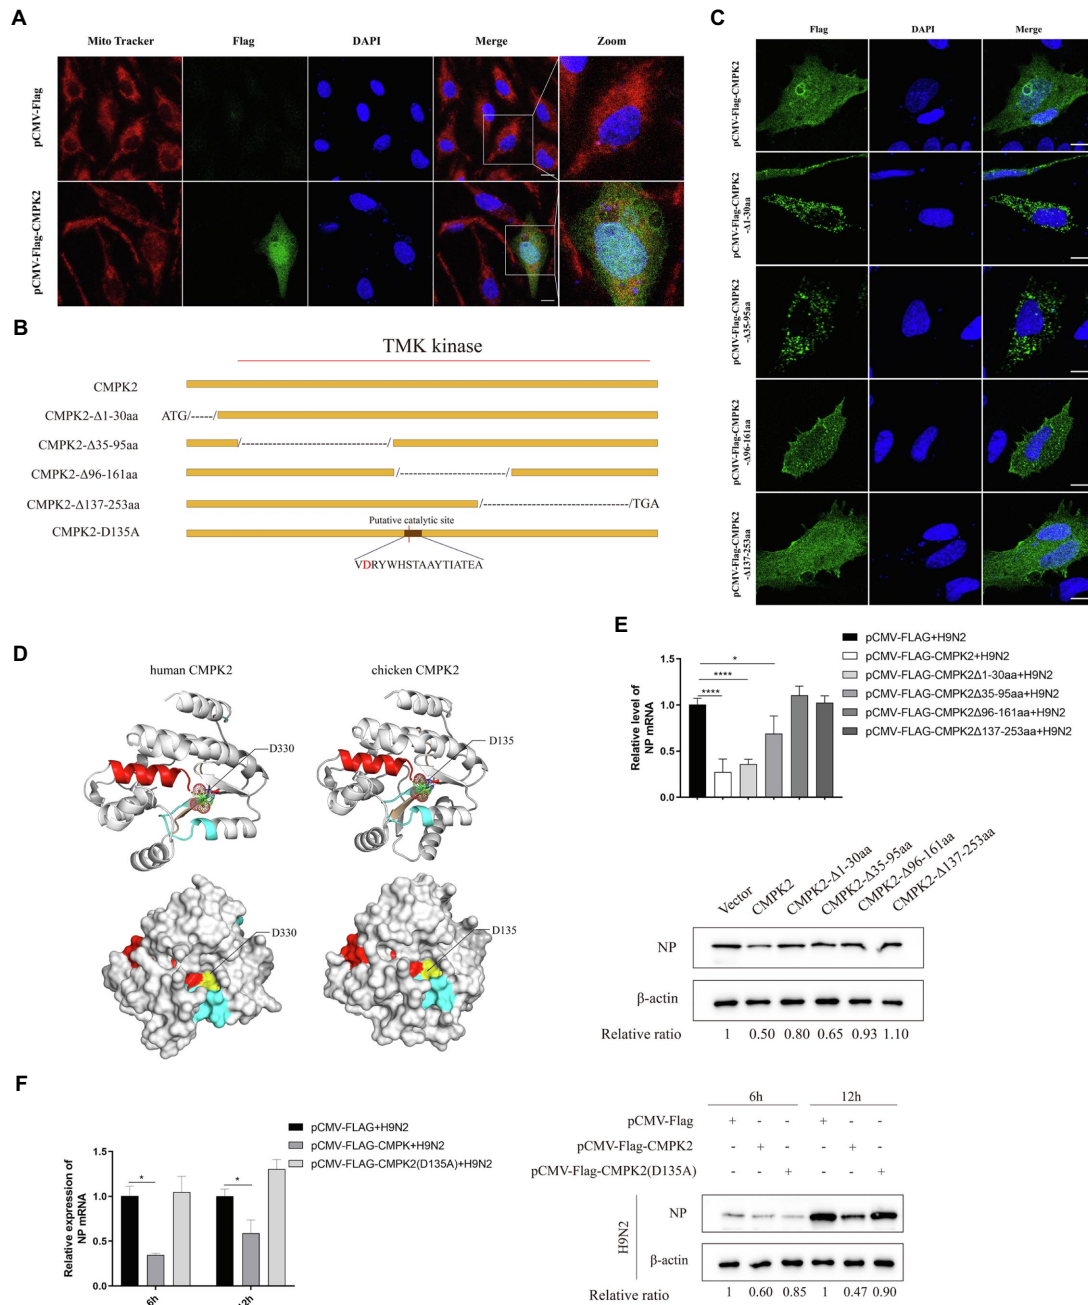 A
Mito Tracker Flag DAPI Merge Zoom
pCMV-Flag
pCMV-Flag-CMPK2
B
TMK kinase
CMPK2
CMPK2-Δ1-30aa ATG/-----/
CMPK2-Δ35-95aa
CMPK2-Δ96-161aa
CMPK2-Δ137-253aa /TGA
Putative catalytic site
CMPK2-D135A
VDRYWHSTAAYTIATEA
C
Flag DAPI Merge
pCMV-Flag-CMPK2
pCMV-Flag-CMPK2
-Δ1-30aa
pCMV-Flag-CMPK2
-Δ35-95aa
pCMV-Flag-CMPK2
-Δ96-161aa
pCMV-Flag-CMPK2
-Δ137-253aa
D
human CMPK2 chicken CMPK2
D330 D135
D330 D135
E
pCMV-FLAG+H9N2
pCMV-FLAG-CMPK2+H9N2
pCMV-FLAG-CMPK2Δ1-30aa+H9N2
pCMV-FLAG-CMPK2Δ35-95aa+H9N2
pCMV-FLAG-CMPK2Δ96-161aa+H9N2
pCMV-FLAG-CMPK2Δ137-253aa+H9N2
Relative level of
NP mRNA
1.5
1.0
0.5
0.0
*
****
****
Vector CMPK2 CMPK2-Δ1-30aa CMPK2-Δ35-95aa CMPK2-Δ96-161aa CMPK2-Δ137-253aa
NP
β-actin
Relative ratio 1 0.50 0.80 0.65 0.93 1.10
F
pCMV-FLAG+H9N2
pCMV-FLAG-CMPK+H9N2
pCMV-FLAG-CMPK2(D135A)+H9N2
Relative expression of
NP mRNA
1.5
1.0
0.5
0.0
* *
6h 12h
6h 12h
pCMV-Flag + - - + - -
pCMV-Flag-CMPK2 - + - - + -
pCMV-Flag-CMPK2(D135A) - - + - - +
H9N2
NP
β-actin
Relative ratio 1 0.60 0.85 1 0.47 0.90